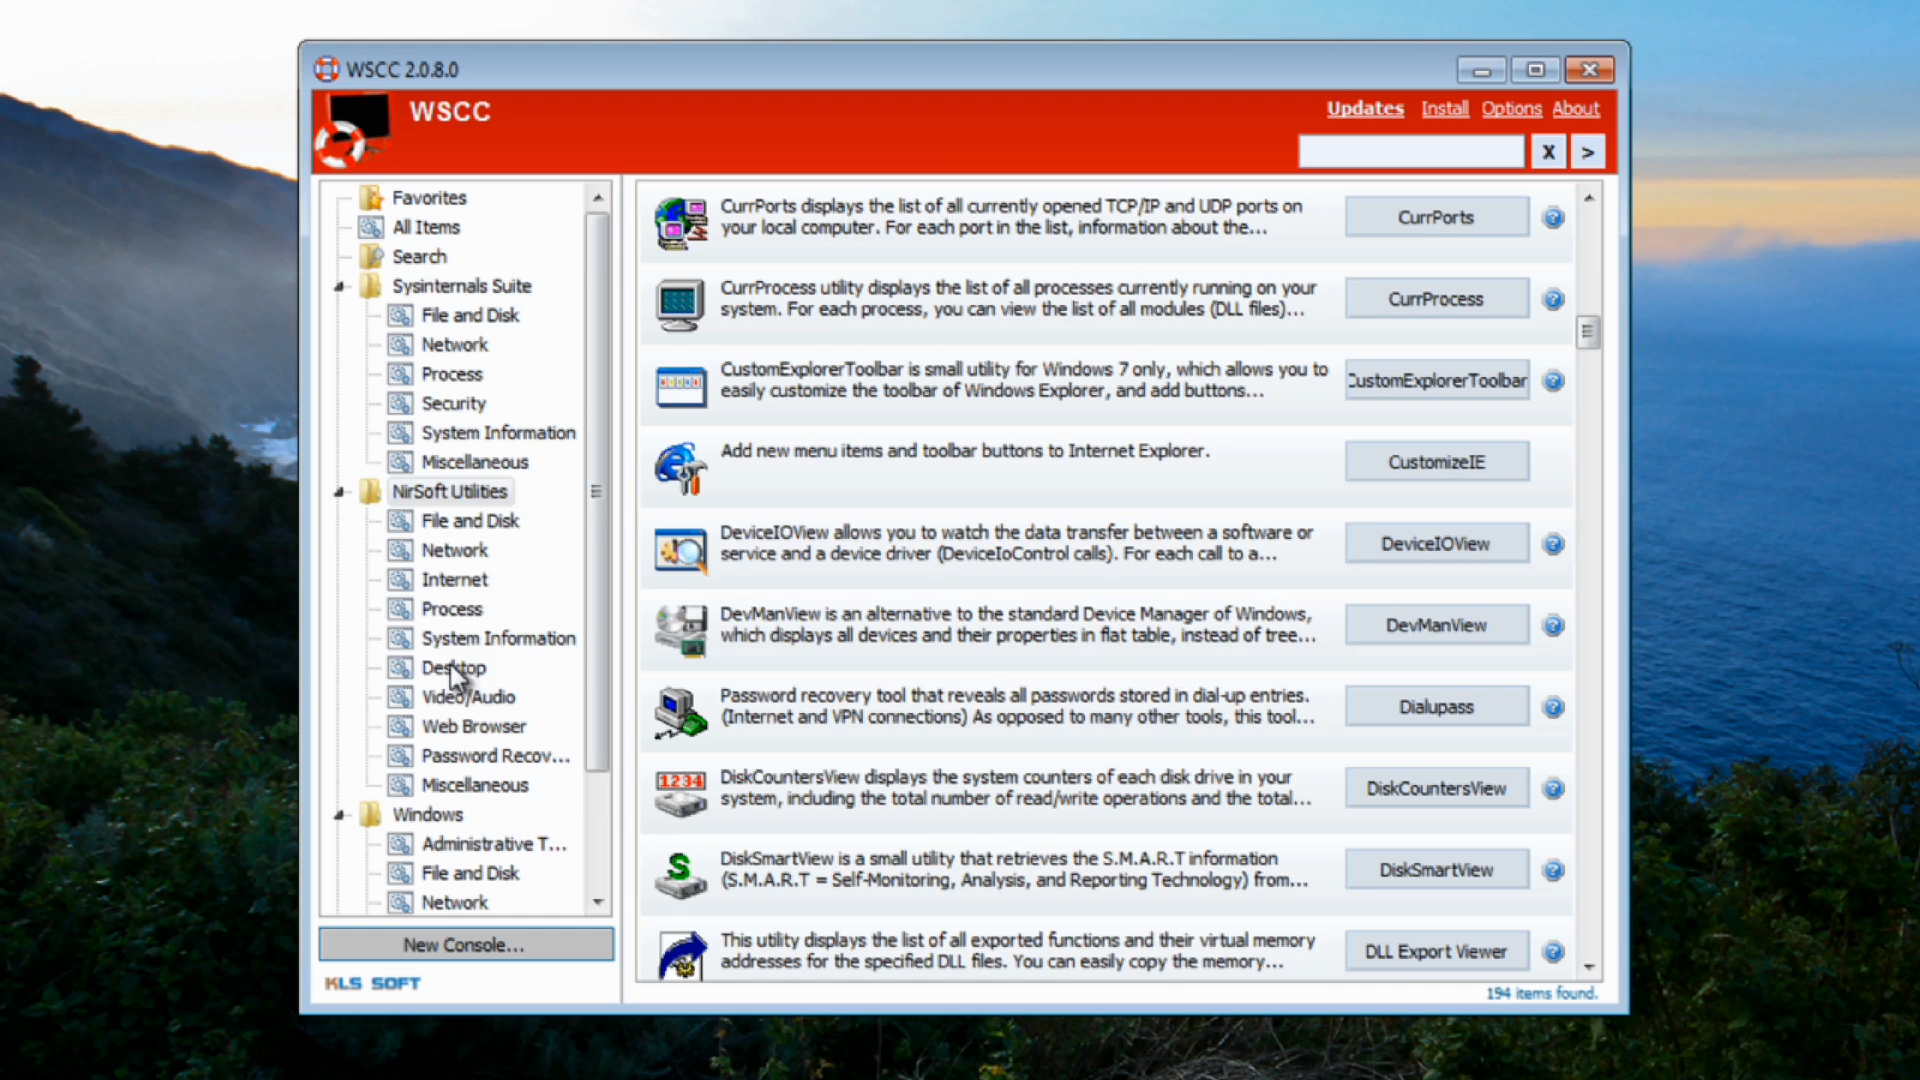 WSCC 2.0.8.0
WSCC
Updates Install Options About
X >
Favorites
All Items
Search
Sysinternals Suite
File and Disk
Network
Process
Security
System Information
Miscellaneous
NirSoft Utilities
File and Disk
Network
Internet
Process
System Information
Desktop
Video/Audio
Web Browser
Password Recov...
Miscellaneous
Windows
Administrative T...
File and Disk
Network
New Console...
KLS SOFT
CurrPorts displays the list of all currently opened TCP/IP and UDP ports on
your local computer. For each port in the list, information about the...
CurrPorts
CurrProcess utility displays the list of all processes currently running on your
system. For each process, you can view the list of all modules (DLL files)...
CurrProcess
CustomExplorerToolbar is small utility for Windows 7 only, which allows you to
easily customize the toolbar of Windows Explorer, and add buttons...
CustomExplorerToolbar
Add new menu items and toolbar buttons to Internet Explorer.
CustomizeIE
DeviceIOView allows you to watch the data transfer between a software or
service and a device driver (DeviceIoControl calls). For each call to a...
DeviceIOView
DevManView is an alternative to the standard Device Manager of Windows,
which displays all devices and their properties in flat table, instead of tree...
DevManView
Password recovery tool that reveals all passwords stored in dial-up entries.
(Internet and VPN connections) As opposed to many other tools, this tool...
Dialupass
1234
DiskCountersView displays the system counters of each disk drive in your
system, including the total number of read/write operations and the total...
DiskCountersView
S
DiskSmartView is a small utility that retrieves the S.M.A.R.T information
(S.M.A.R.T = Self-Monitoring, Analysis, and Reporting Technology) from...
DiskSmartView
This utility displays the list of all exported functions and their virtual memory
addresses for the specified DLL files. You can easily copy the memory...
DLL Export Viewer
194 items found.